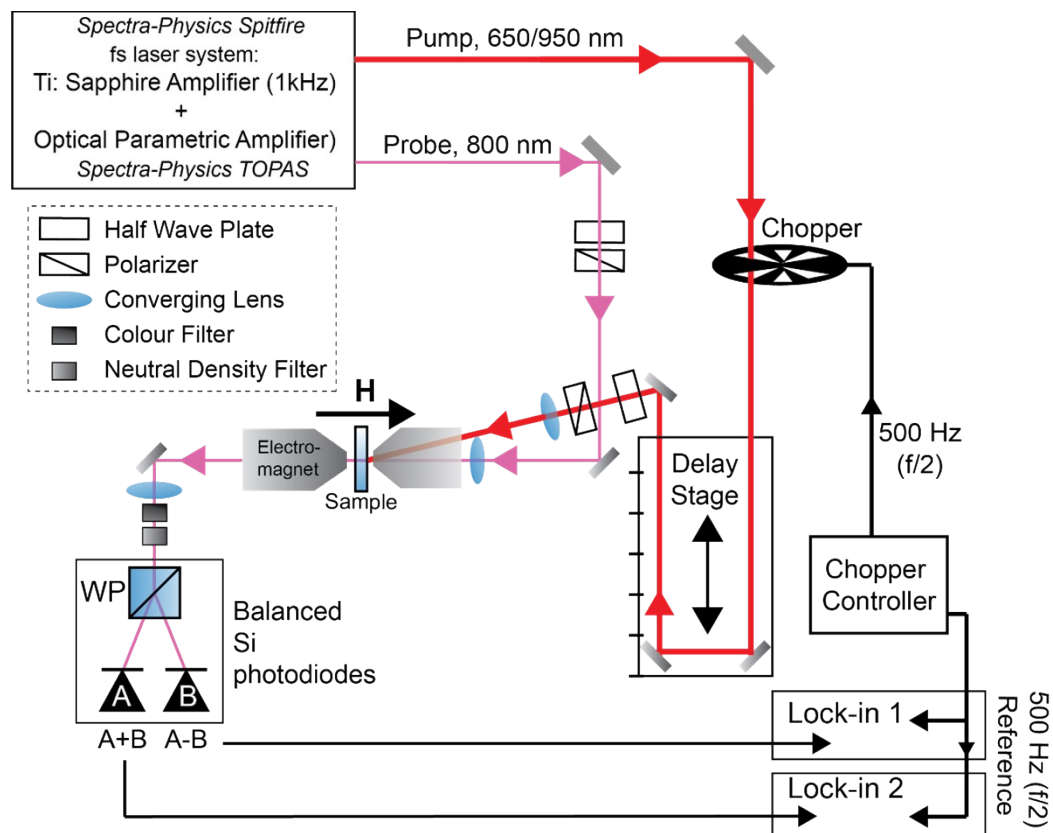 Spectra-Physics Spitfire
fs laser system:
Ti: Sapphire Amplifier (1kHz)
+
Optical Parametric Amplifier)
Spectra-Physics TOPAS
Pump, 650/950 nm
Probe, 800 nm
Half Wave Plate
Polarizer
Converging Lens
Colour Filter
Neutral Density Filter
Chopper
H
Electro-
magnet
Sample
Delay
Stage
500 Hz
(f/2)
Chopper
Controller
WP
Balanced
Si
photodiodes
A
B
A+B
A-B
Lock-in 1
Lock-in 2
500 Hz (f/2)
Reference